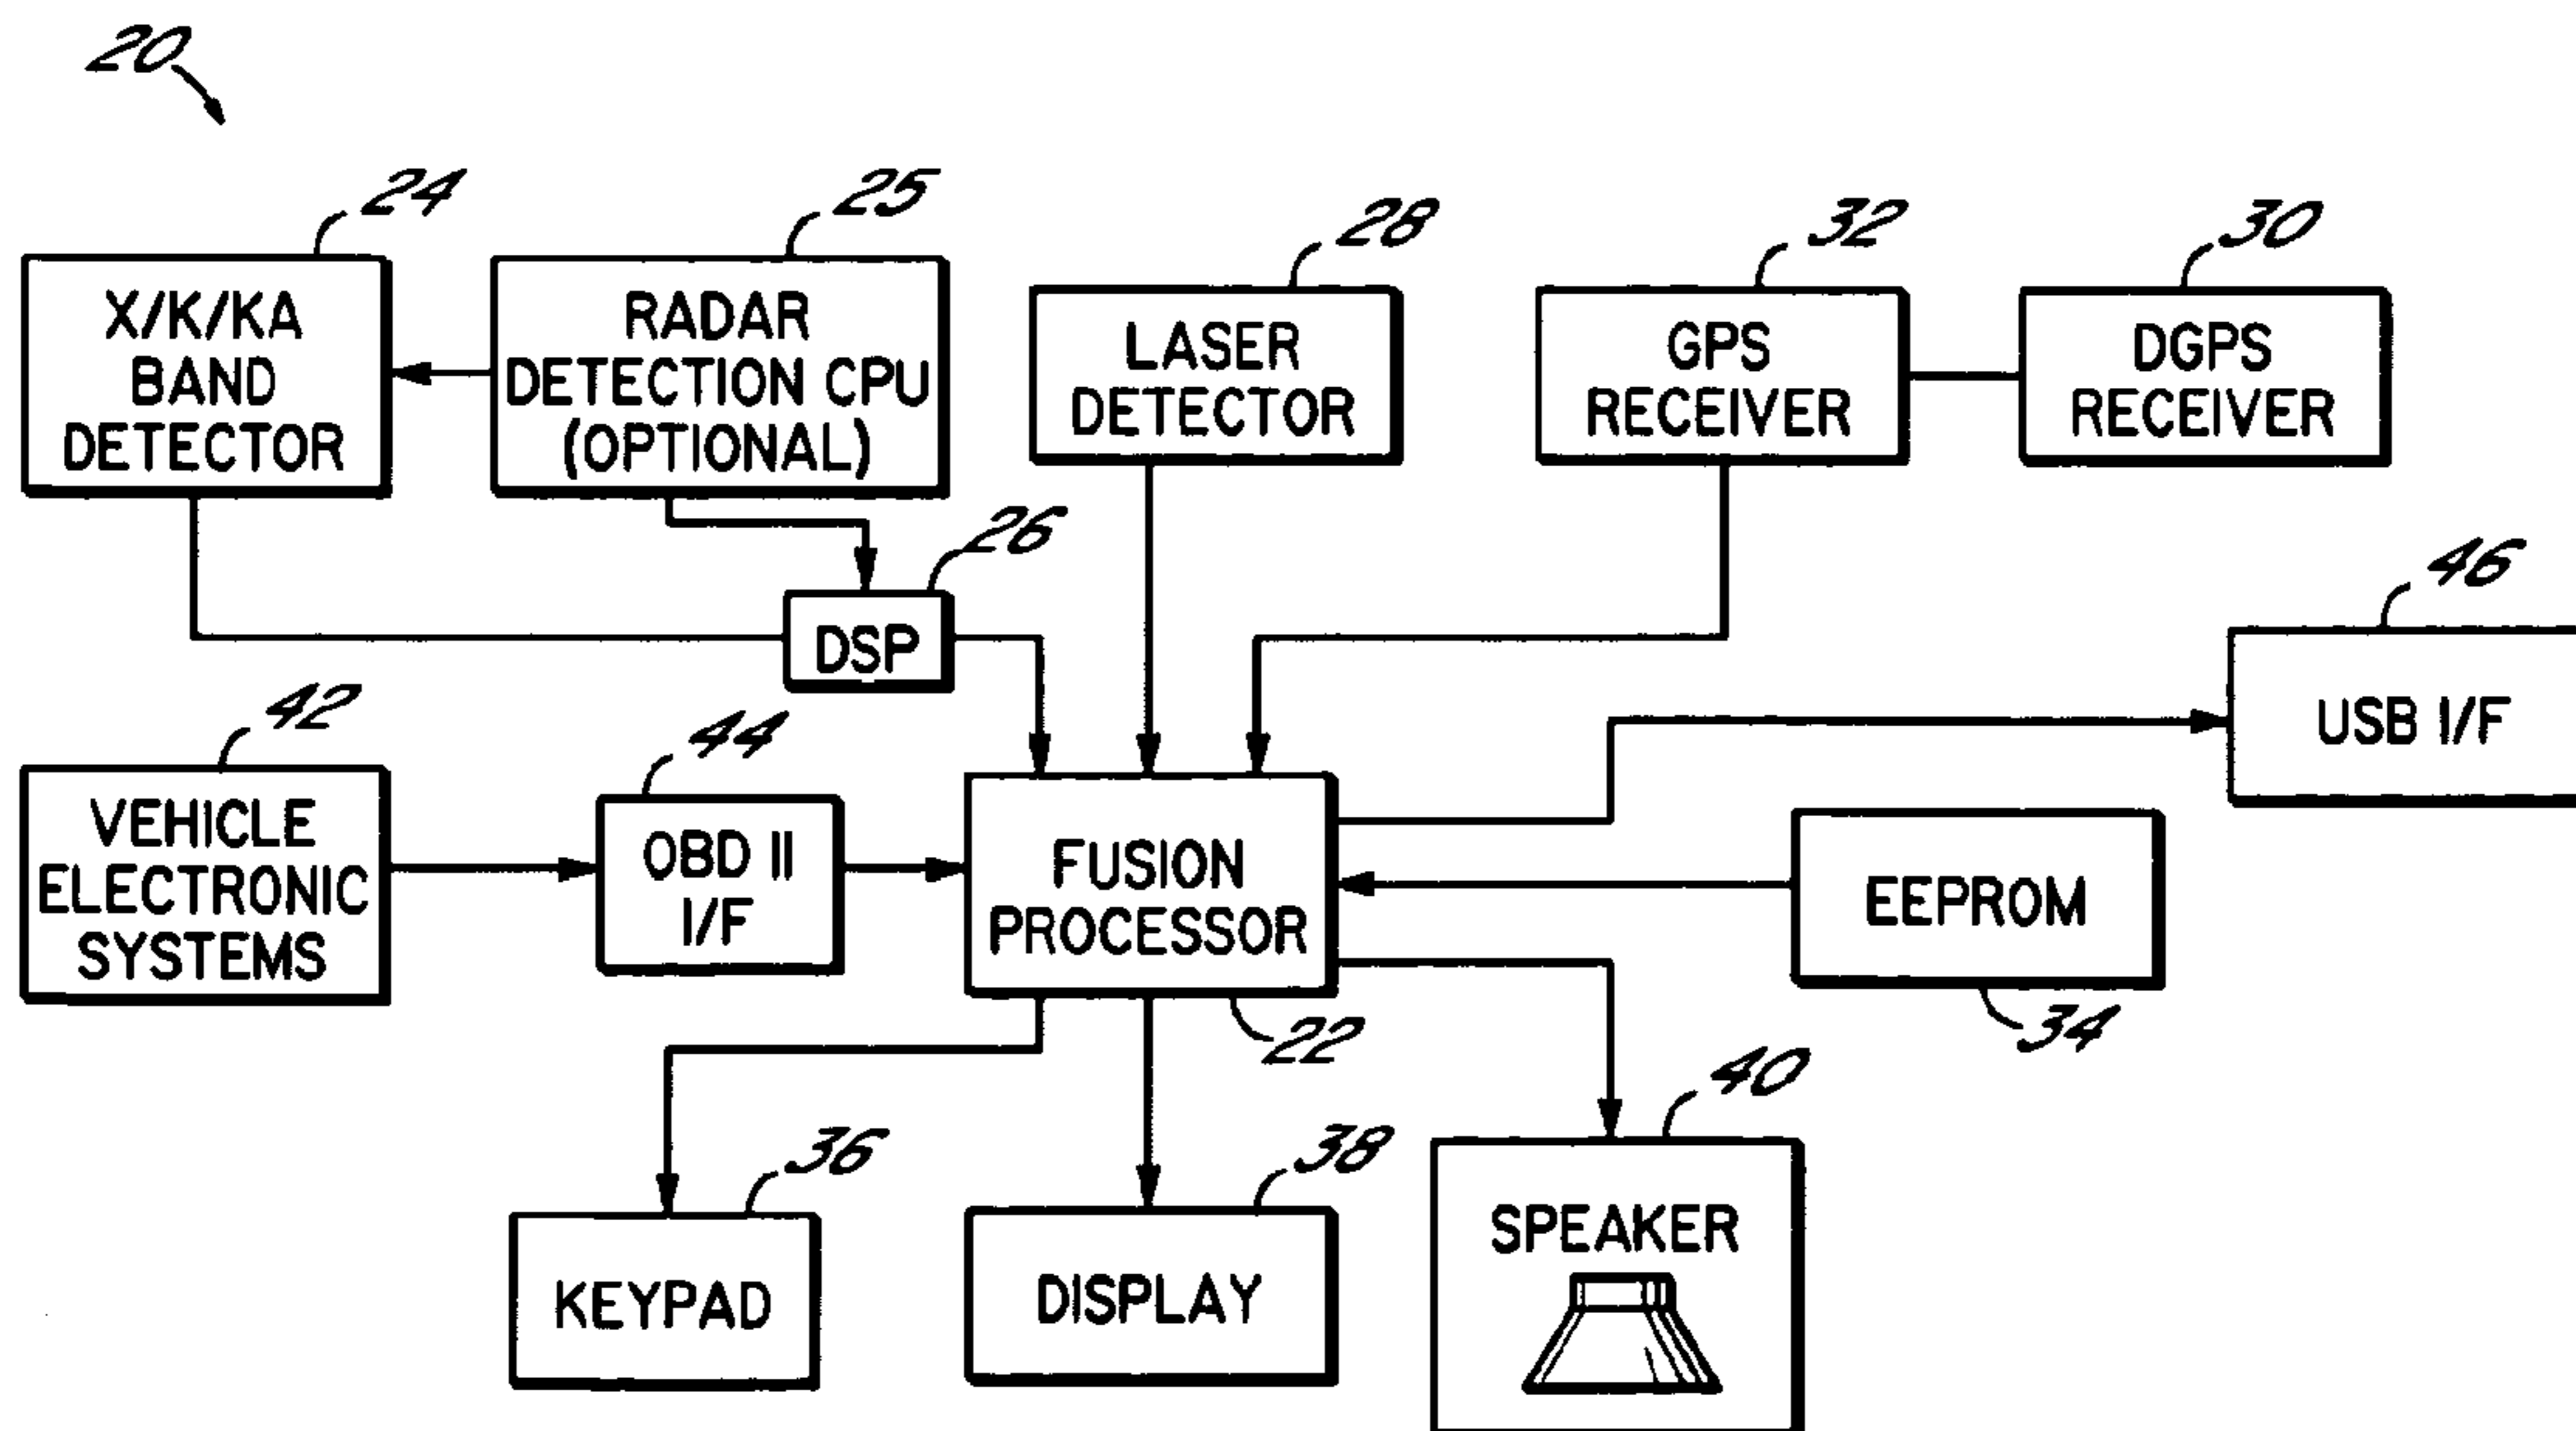 20
24
25
28
32
30
X/K/KA
BAND
DETECTOR
RADAR
DETECTION CPU
(OPTIONAL)
LASER
DETECTOR
GPS
RECEIVER
DGPS
RECEIVER
26
DSP
46
USB I/F
42
44
VEHICLE
ELECTRONIC
SYSTEMS
OBD II
I/F
FUSION
PROCESSOR
EEPROM
22
34
36
38
40
KEYPAD
DISPLAY
SPEAKER